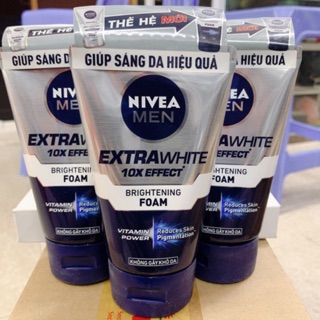 THẾ HỆ MỚI
GIÚP SÁNG DA HIỆU QUẢ
NIVEA
MEN
EXTRAWHITE
10X EFFECT
BRIGHTENING
FOAM
VITAMIN
POWER
Reduces Skin
Pigmentation
KHÔNG GÂY KHÔ DA